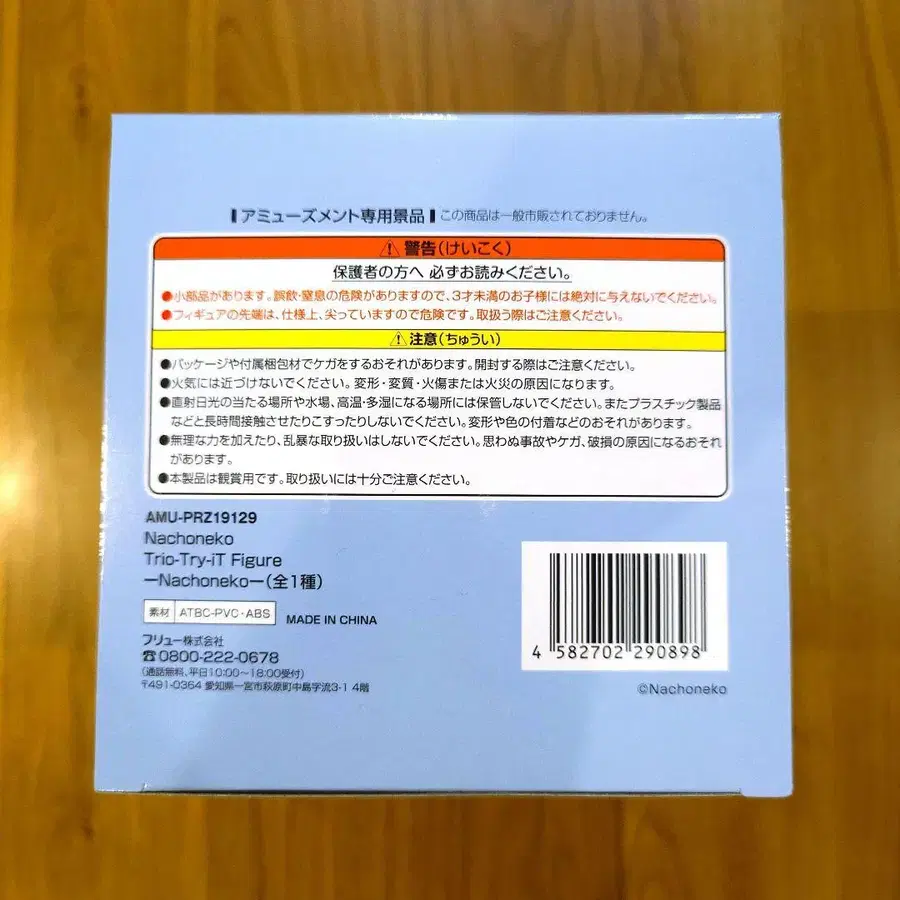 アミューズメント専用景品 この商品は一般市販されておりません。
警告(けいこく)
保護者の方へ 必ずお読みください。
●小部品があります。誤飲・窒息の危険がありますので、3才未満のお子様には絶対に与えないでください。
●フィギュアの先端は、仕様上、尖っていますので危険です。取扱う際はご注意ください。
注意(ちゅうい)
●パッケージや付属梱包材でケガをするおそれがあります。開封する際はご注意ください。
●火気には近づけないでください。変形・変質・火傷または火災の原因になります。
●直射日光の当たる場所や水場、高温・多湿になる場所には保管しないでください。またプラスチック製品
などと長時間接触させたりこすったりしないでください。変形や色の付着などのおそれがあります。
●無理な力を加えたり、乱暴な取り扱いはしないでください。思わぬ事故やケガ、破損の原因になるおそれ
があります。
●本製品は観賞用です。取り扱いには十分ご注意ください。
AMU-PRZ19129
Nachoneko
Trio-Try-iT Figure
ーNachonekoー(全1種)
素材 ATBC-PVC・ABS MADE IN CHINA
フリュー株式会社
☎0800-222-0678
(通話無料、平日10:00〜18:00受付)
〒491-0364 愛知県一宮市萩原町中島字流3-1 4階
4 582702 290898
©Nachoneko